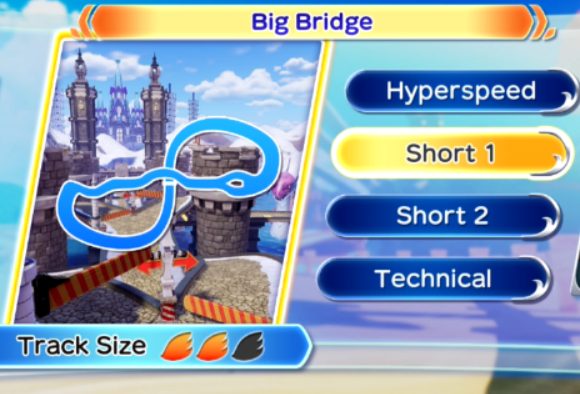 Big Bridge
Hyperspeed
Short 1
Short 2
Technical
Track Size